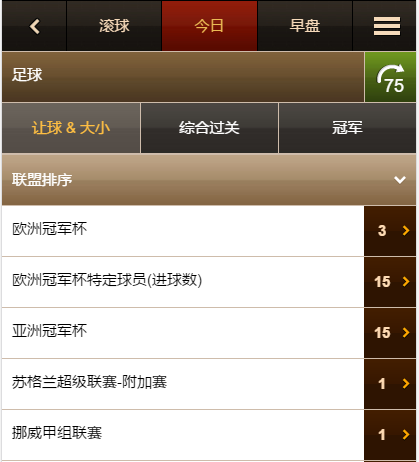 滚球 今日 早盘
足球 75
让球 & 大小 综合过关 冠军
联盟排序
欧洲冠军杯 3
欧洲冠军杯特定球员(进球数) 15
亚洲冠军杯 15
苏格兰超级联赛-附加赛 1
挪威甲组联赛 1